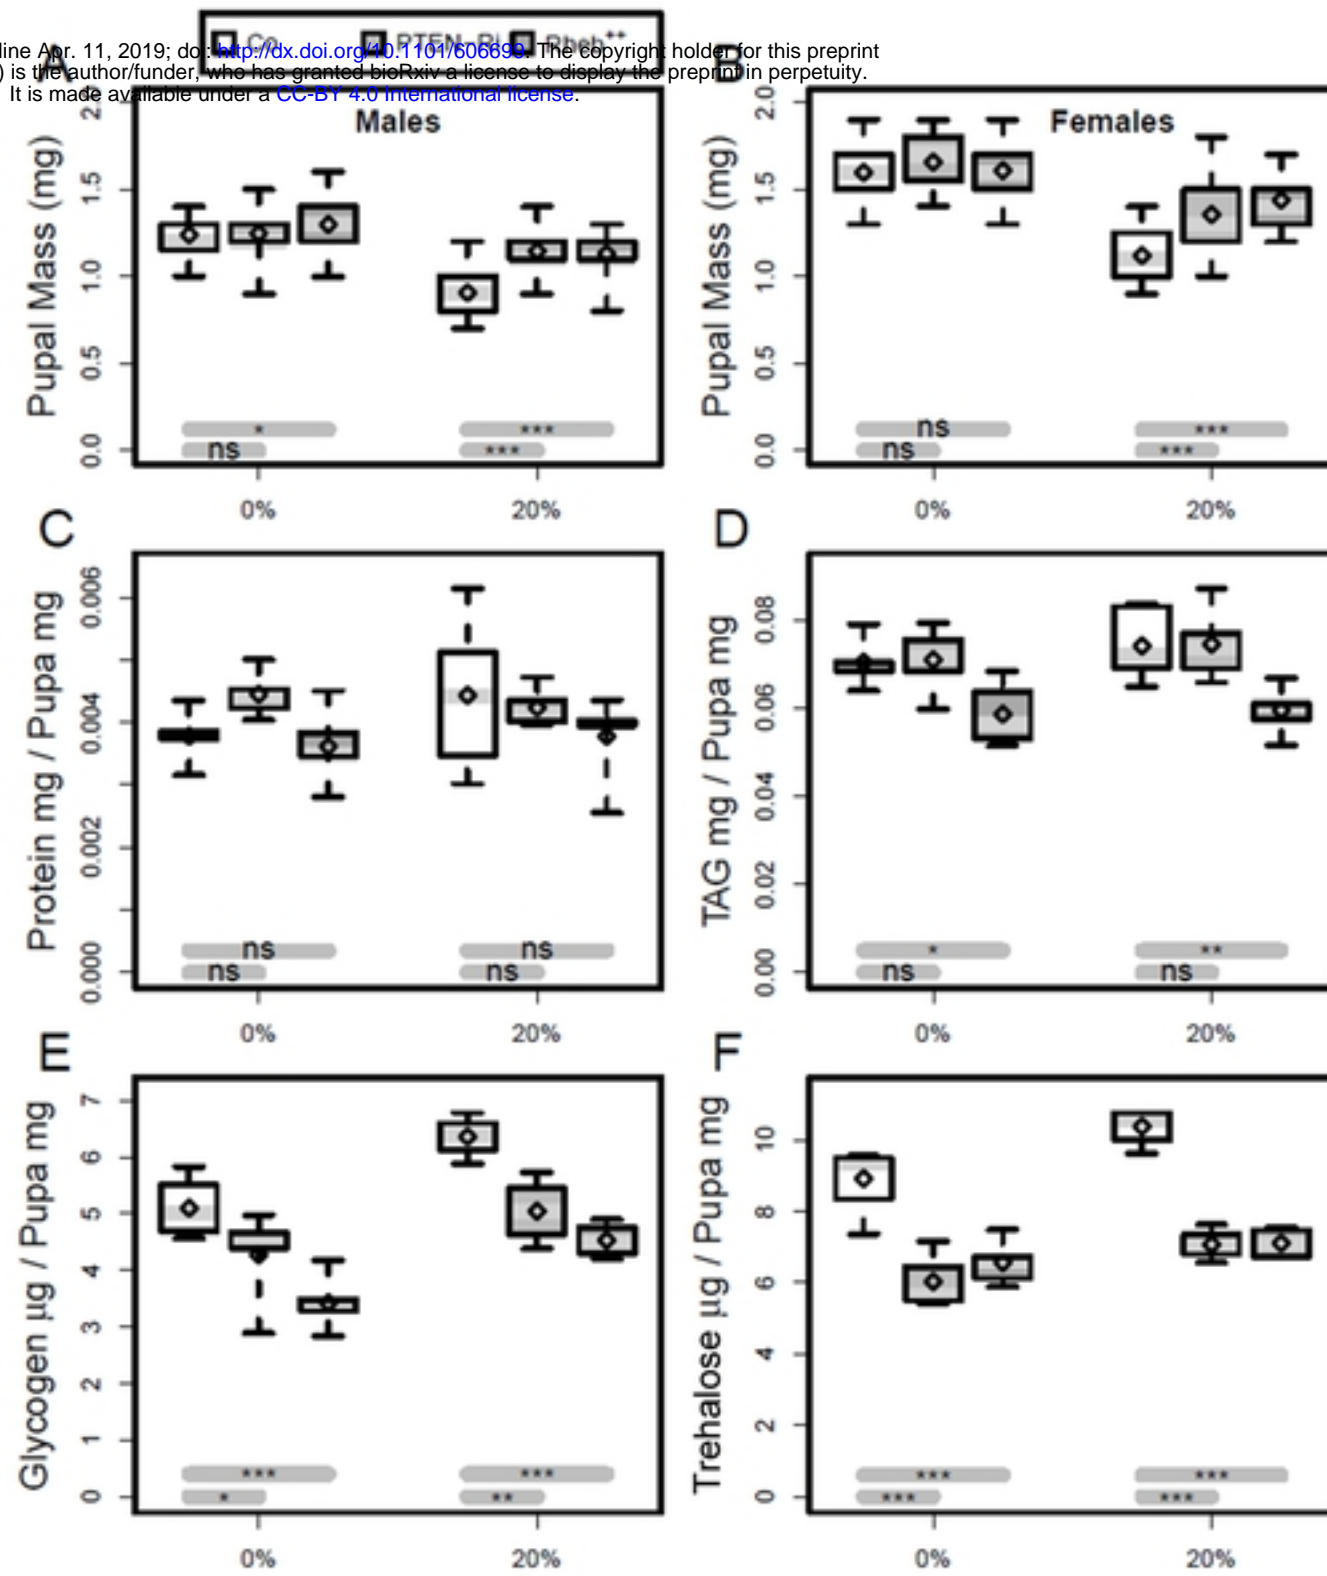 Co PTEN-Ri Rheb++
line Apr. 11, 2019; doi: http://dx.doi.org/10.1101/606699. The copyright holder for this preprint
) is the author/funder, who has granted bioRxiv a license to display the preprint in perpetuity.
It is made available under a CC-BY 4.0 International license.
A
Males
Pupal Mass (mg)
2.0
1.5
1.0
0.5
0.0
* ***
ns ***
0% 20%
B
Females
Pupal Mass (mg)
2.0
1.5
1.0
0.5
0.0
ns ***
ns ***
0% 20%
C
Protein mg / Pupa mg
0.006
0.004
0.002
0.000
ns ns
ns ns
0% 20%
D
TAG mg / Pupa mg
0.08
0.06
0.04
0.02
0.00
* **
ns ns
0% 20%
E
Glycogen µg / Pupa mg
7
6
5
4
3
2
1
0
*** ***
* **
0% 20%
F
Trehalose µg / Pupa mg
10
8
6
4
2
0
*** ***
*** ***
0% 20%